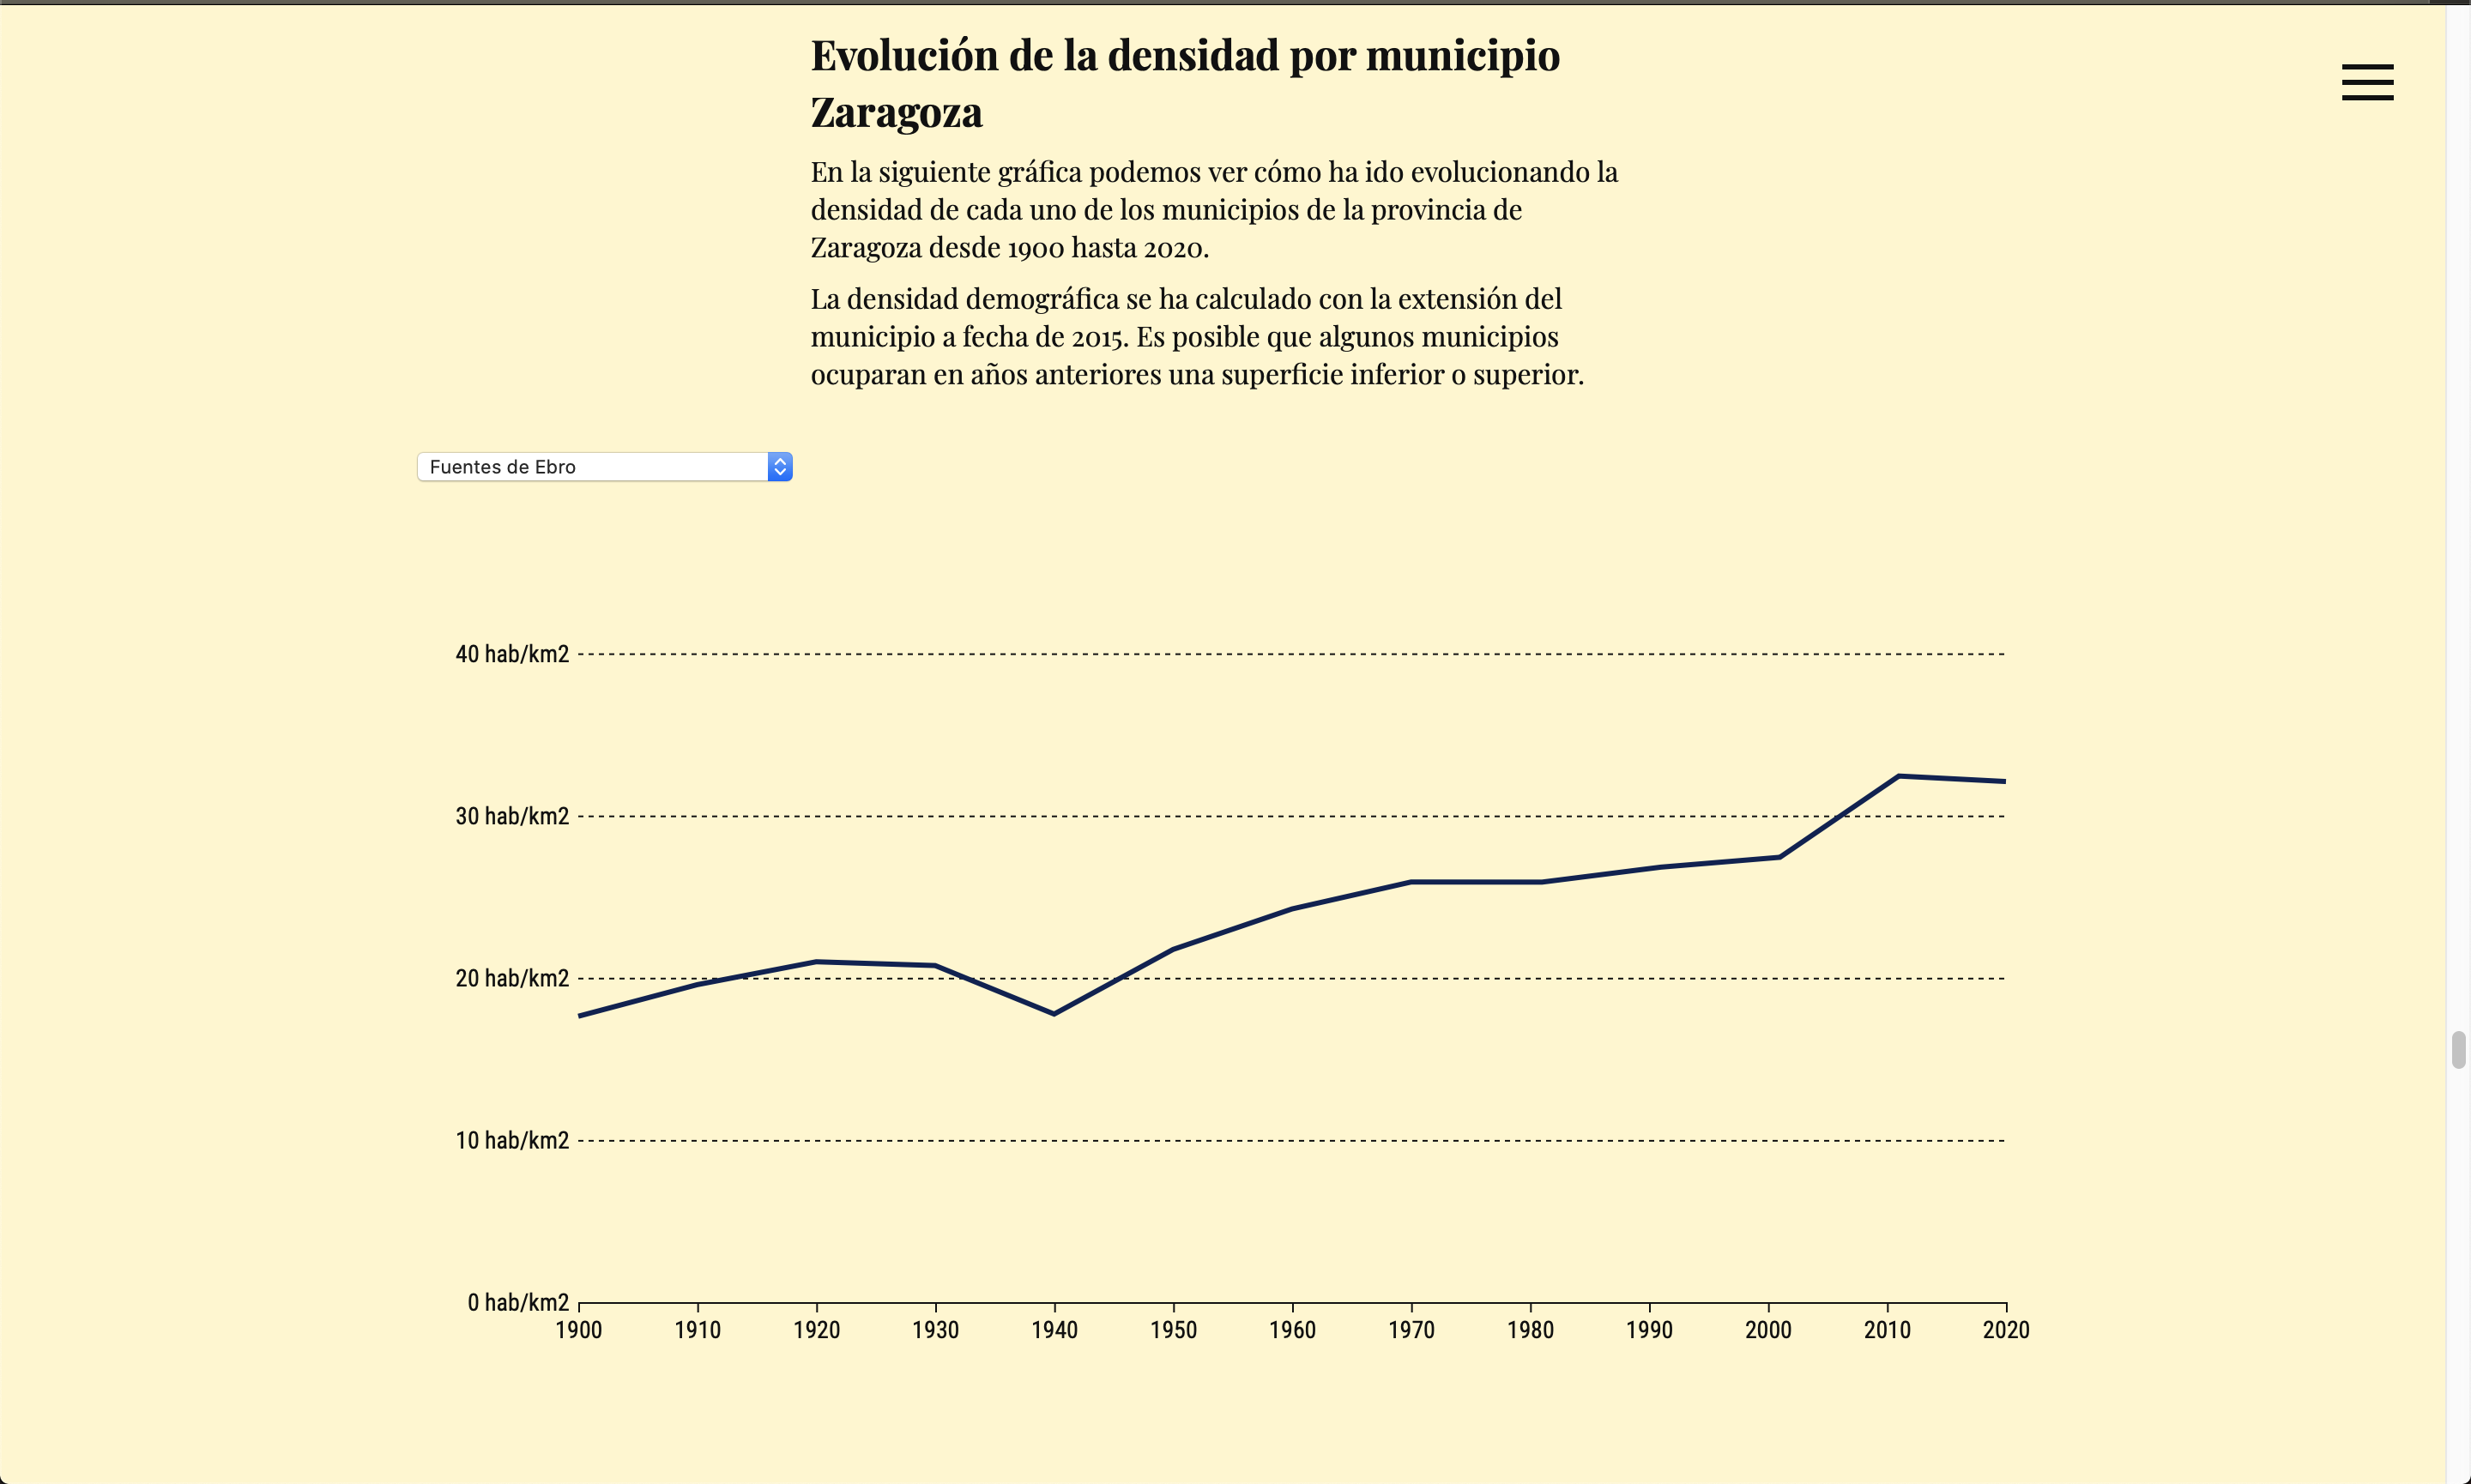 Evolución de la densidad por municipio
Zaragoza
En la siguiente gráfica podemos ver cómo ha ido evolucionando la
densidad de cada uno de los municipios de la provincia de
Zaragoza desde 1900 hasta 2020.
La densidad demográfica se ha calculado con la extensión del
municipio a fecha de 2015. Es posible que algunos municipios
ocuparan en años anteriores una superficie inferior o superior.
Fuentes de Ebro
40 hab/km2
30 hab/km2
20 hab/km2
10 hab/km2
0 hab/km2
1900 1910 1920 1930 1940 1950 1960 1970 1980 1990 2000 2010 2020